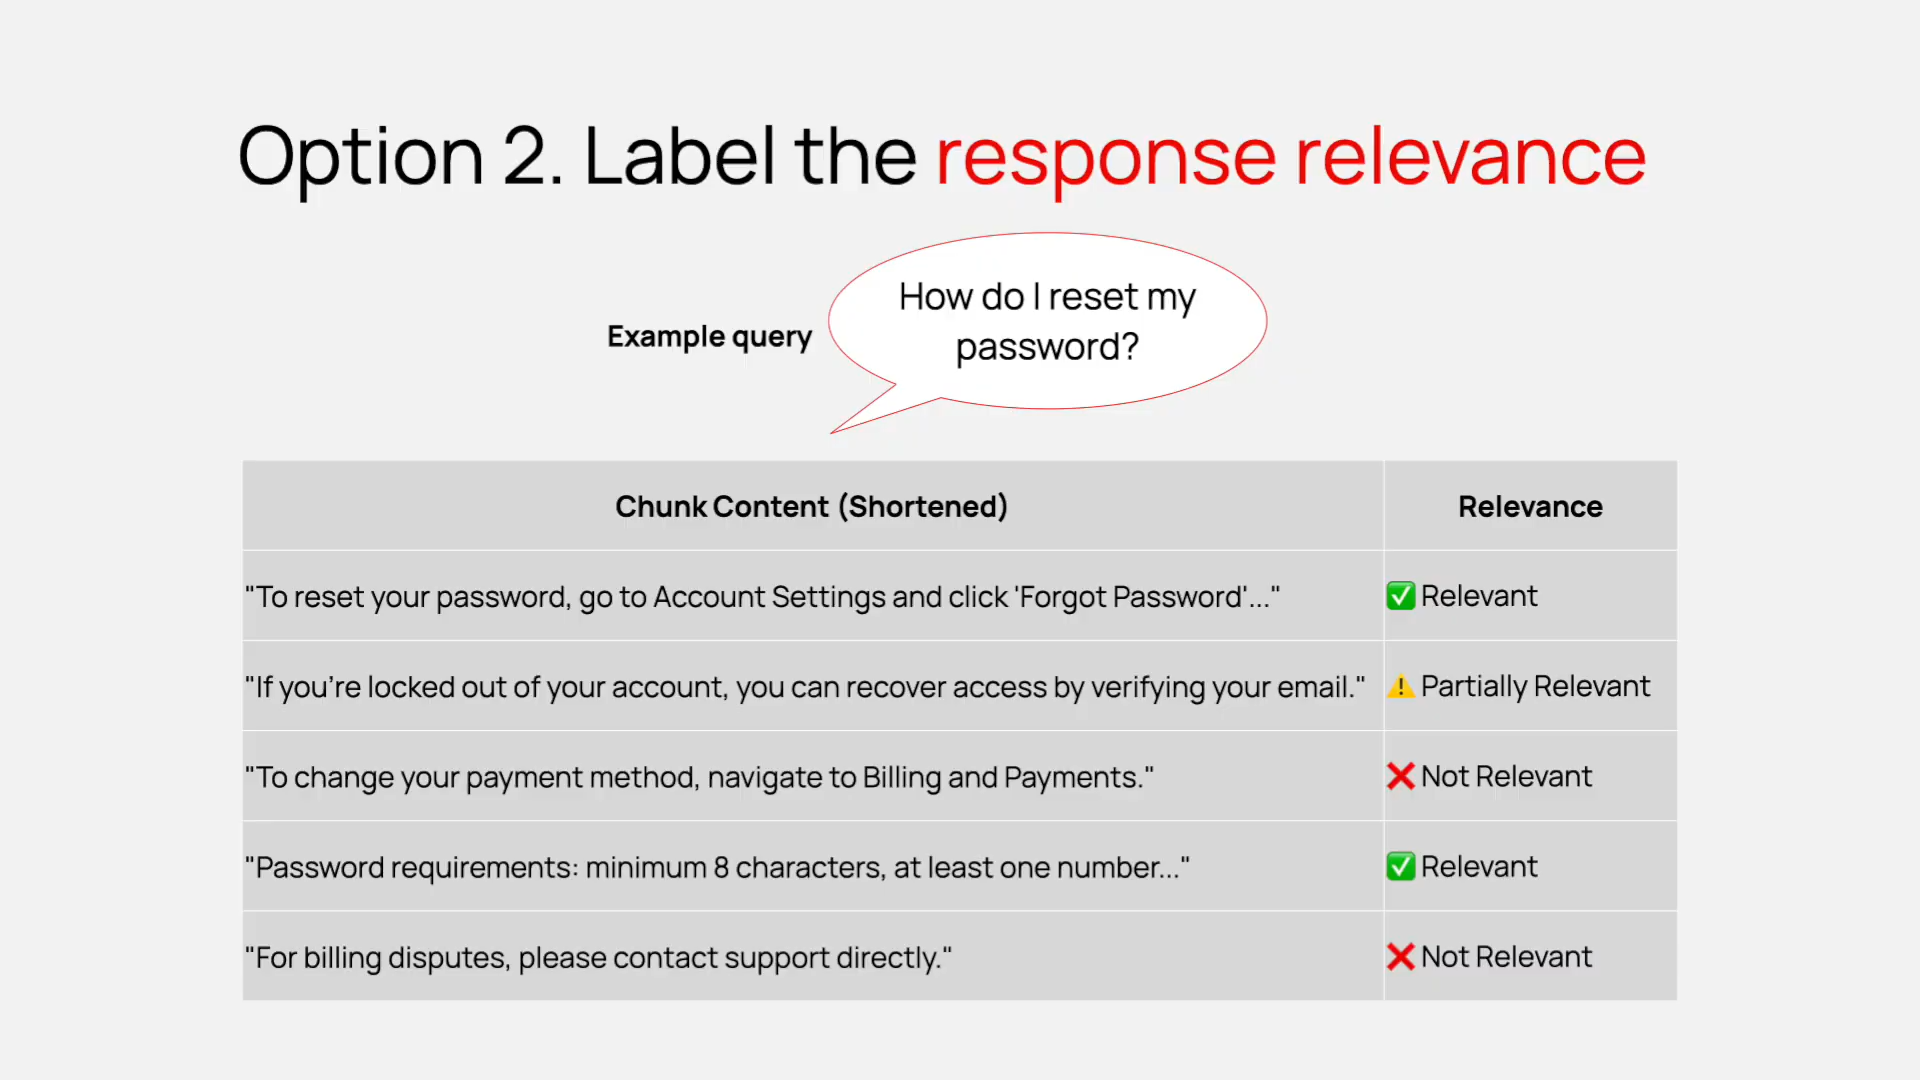 Option 2. Label the response relevance
Example query
How do I reset my
password?
Chunk Content (Shortened)
Relevance
"To reset your password, go to Account Settings and click 'Forgot Password'..."
✅ Relevant
"If you’re locked out of your account, you can recover access by verifying your email."
⚠️ Partially Relevant
"To change your payment method, navigate to Billing and Payments."
❌ Not Relevant
"Password requirements: minimum 8 characters, at least one number..."
✅ Relevant
"For billing disputes, please contact support directly."
❌ Not Relevant